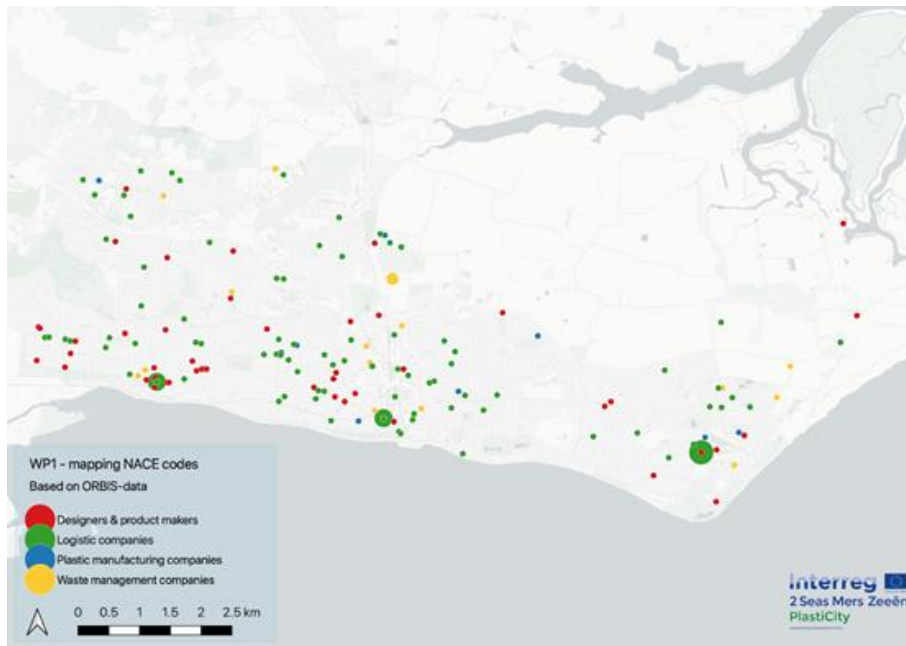 WP1 - mapping NACE codes
Based on ORBIS-data
Designers & product makers
Logistic companies
Plastic manufacturing companies
Waste management companies
0 0.5 1 1.5 2 2.5 km
Interreg
2 Seas Mers Zeeën
PlastiCity